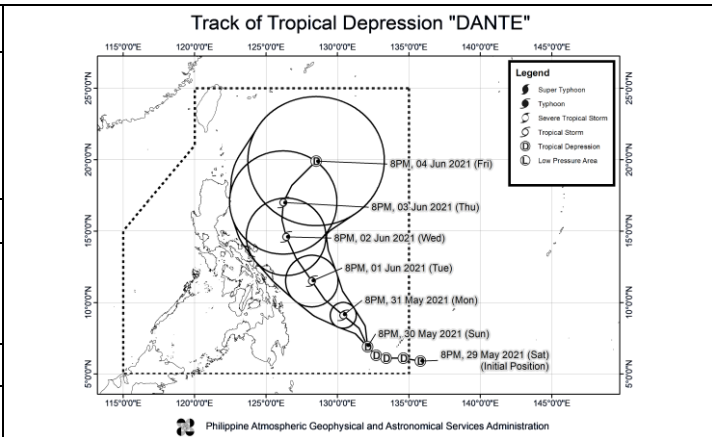 Track of Tropical Depression "DANTE"
115°0'0"E 120°0'0"E 125°0'0"E 130°0'0"E 135°0'0"E 140°0'0"E 145°0'0"E
25°0'0"N 25°0'0"N
Legend
Super Typhoon
Typhoon
Severe Tropical Storm
Tropical Storm
D Tropical Depression
L Low Pressure Area
20°0'0"N 20°0'0"N
D 8PM, 04 Jun 2021 (Fri)
8PM, 03 Jun 2021 (Thu)
15°0'0"N 15°0'0"N
8PM, 02 Jun 2021 (Wed)
8PM, 01 Jun 2021 (Tue)
10°0'0"N 10°0'0"N
8PM, 31 May 2021 (Mon)
8PM, 30 May 2021 (Sun)
D D D D
8PM, 29 May 2021 (Sat)
(Initial Position)
5°0'0"N 5°0'0"N
115°0'0"E 120°0'0"E 125°0'0"E 130°0'0"E 135°0'0"E 140°0'0"E 145°0'0"E
Philippine Atmospheric Geophysical and Astronomical Services Administration